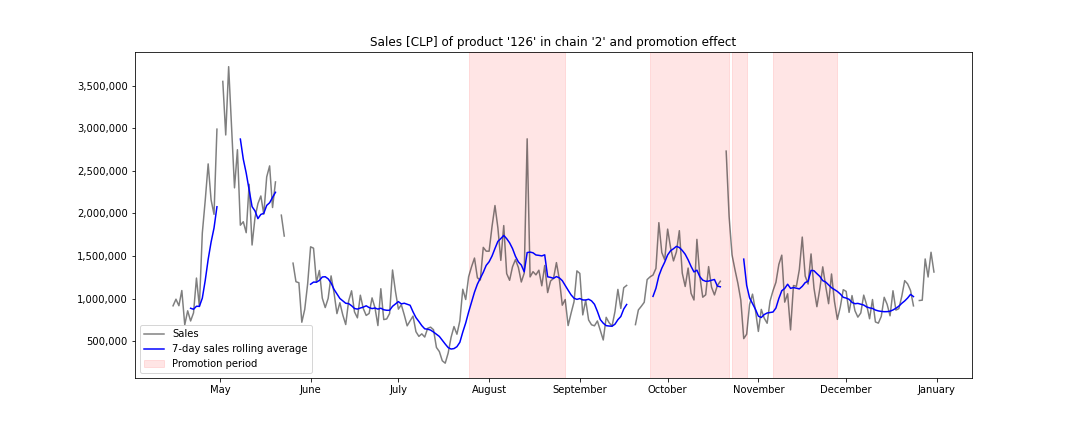 Sales [CLP] of product '126' in chain '2' and promotion effect
3,500,000
3,000,000
2,500,000
2,000,000
1,500,000
1,000,000
500,000
Sales
7-day sales rolling average
Promotion period
May June July August September October November December January